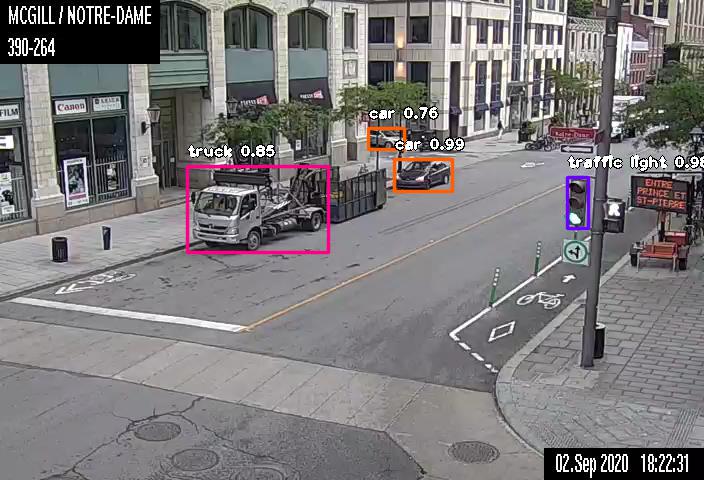 MCGILL / NOTRE-DAME
390-264
car 0.76
car 0.99
truck 0.85
traffic light 0.98
FILM
Canon
Notre-Dame
ENTRE
PRINCE ET
ST-PIERRE
02.Sep 2020 18:22:31